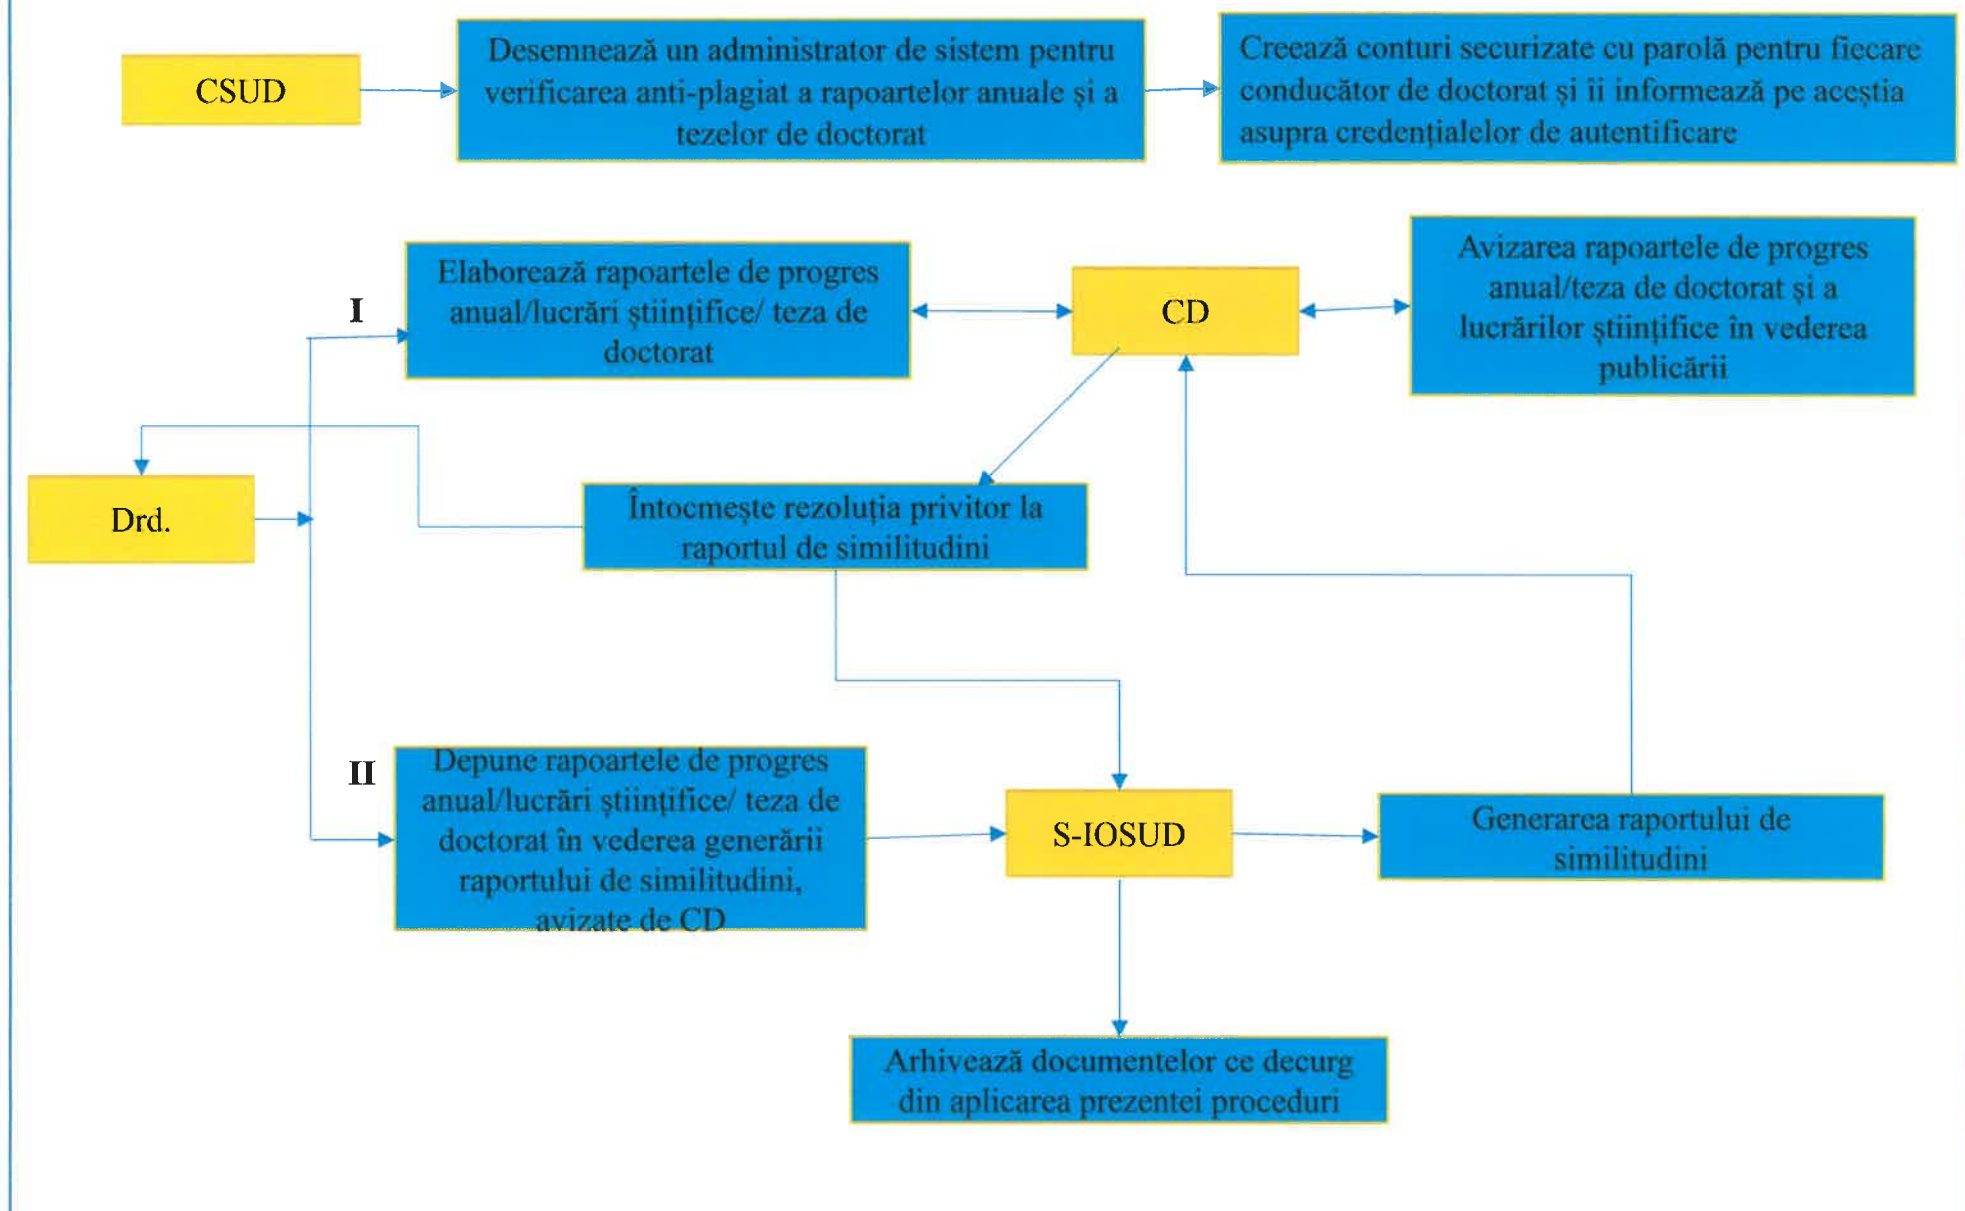 CSUD
Desemnează un administrator de sistem pentru
verificarea anti-plagiat a rapoartelor anuale și a
tezelor de doctorat
Creează conturi securizate cu parolă pentru fiecare
conducător de doctorat și îi informează pe aceștia
asupra credențialelor de autentificare
I
Elaborează rapoartele de progres
anual/lucrări științifice/ teza de
doctorat
CD
Avizarea rapoartele de progres
anual/teza de doctorat și a
lucrărilor științifice în vederea
publicării
Drd.
Întocmește rezoluția privitor la
raportul de similitudini
II
Depune rapoartele de progres
anual/lucrări științifice/ teza de
doctorat în vederea generării
raportului de similitudini,
avizate de CD
S-IOSUD
Generarea raportului de
similitudini
Arhivează documentelor ce decurg
din aplicarea prezentei proceduri